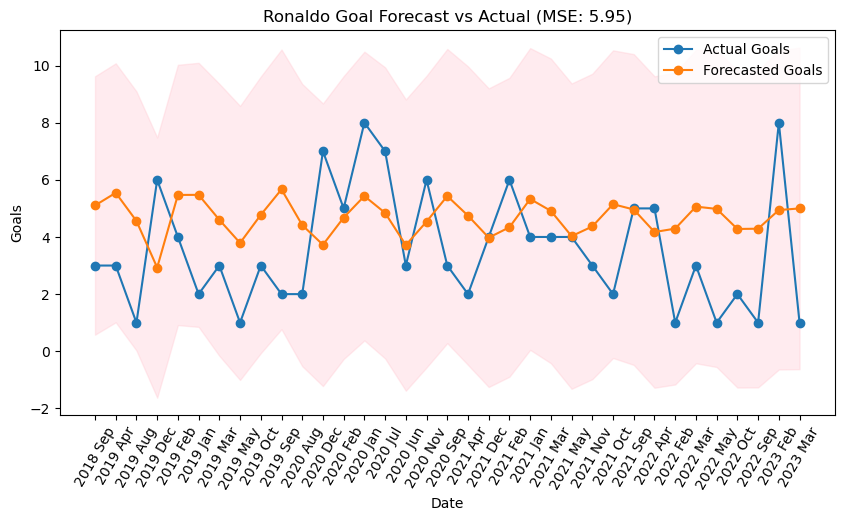 Ronaldo Goal Forecast vs Actual (MSE: 5.95)
Actual Goals
Forecasted Goals
Goals
10
8
6
4
2
0
−2
2018 Sep
2019 Apr
2019 Aug
2019 Dec
2019 Feb
2019 Jan
2019 Mar
2019 May
2019 Oct
2019 Sep
2020 Aug
2020 Dec
2020 Feb
2020 Jan
2020 Jul
2020 Jun
2020 Nov
2020 Sep
2021 Apr
2021 Dec
2021 Feb
2021 Jan
2021 Mar
2021 May
2021 Nov
2021 Oct
2021 Sep
2022 Apr
2022 Feb
2022 Mar
2022 May
2022 Oct
2022 Sep
2023 Feb
2023 Mar
Date